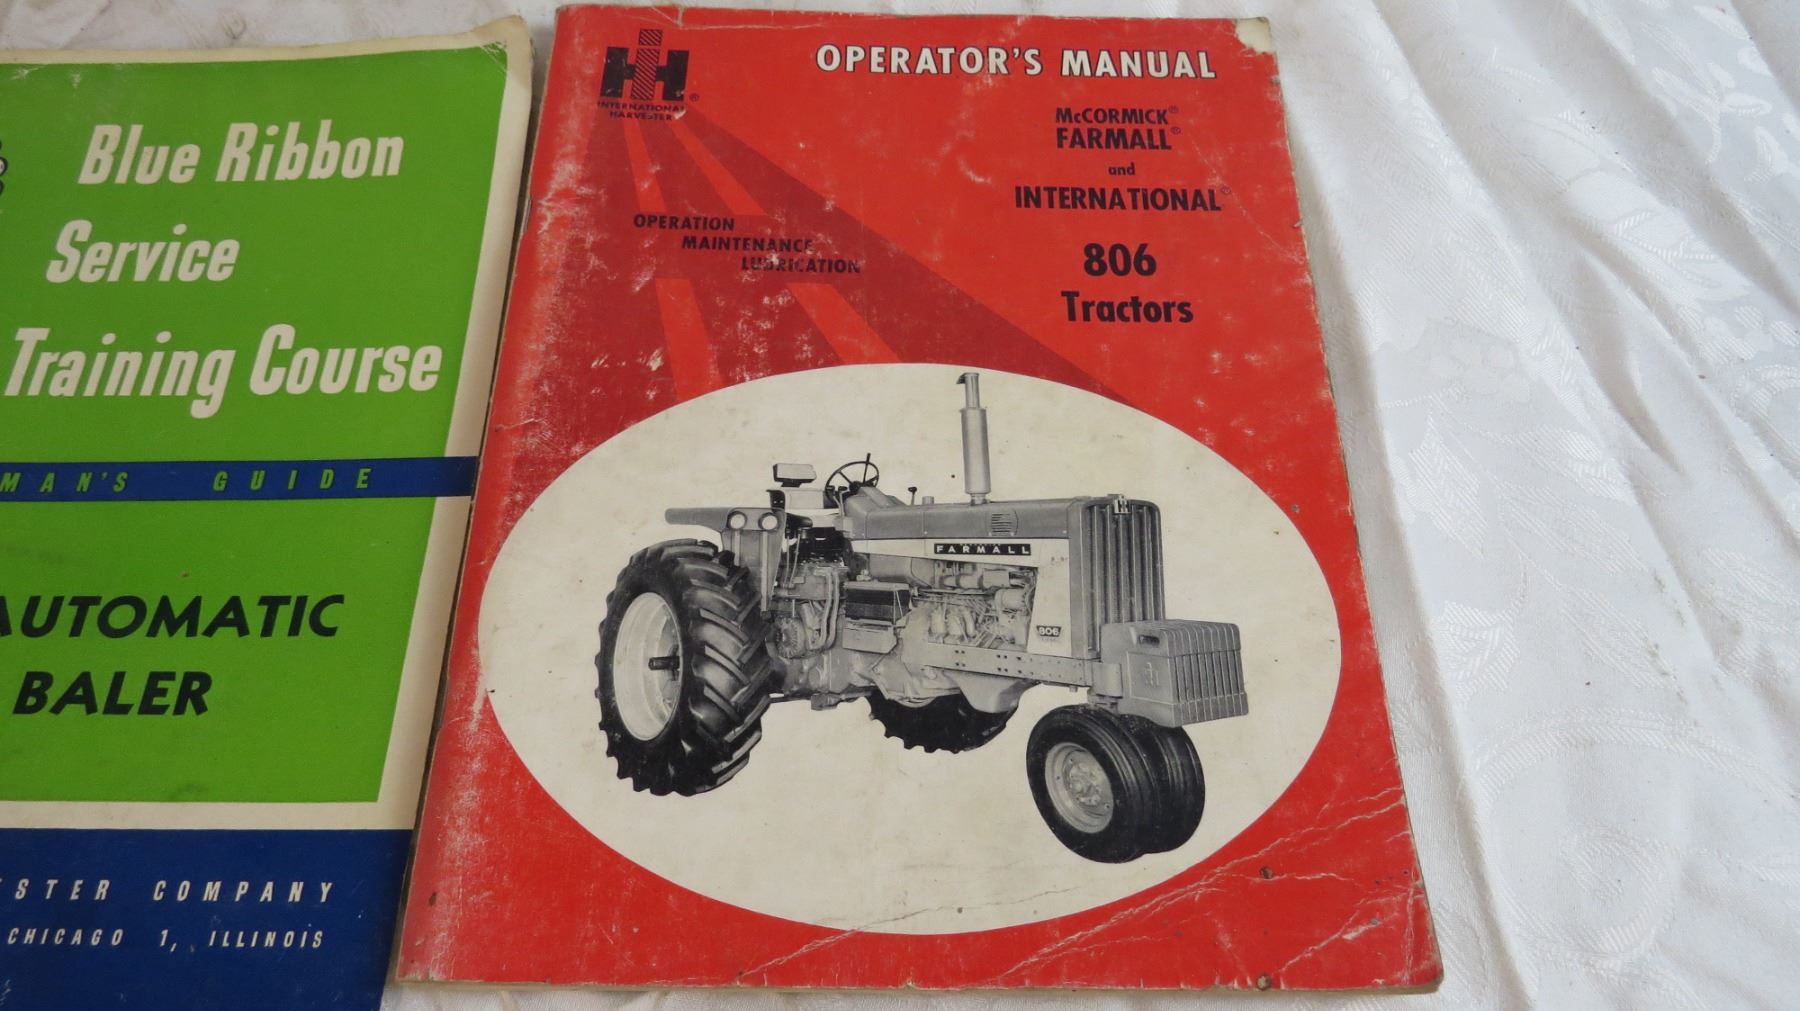 Blue Ribbon
Service
Training Course
MAN'S GUIDE
AUTOMATIC
BALER
COMPANY
CHICAGO 1, ILLINOIS
IH
INTERNATIONAL
HARVESTER
®
OPERATOR'S MANUAL
McCORMICK®
FARMALL®
and
INTERNATIONAL®
806
Tractors
OPERATION
MAINTENANCE
LUBRICATION
FARMALL
806